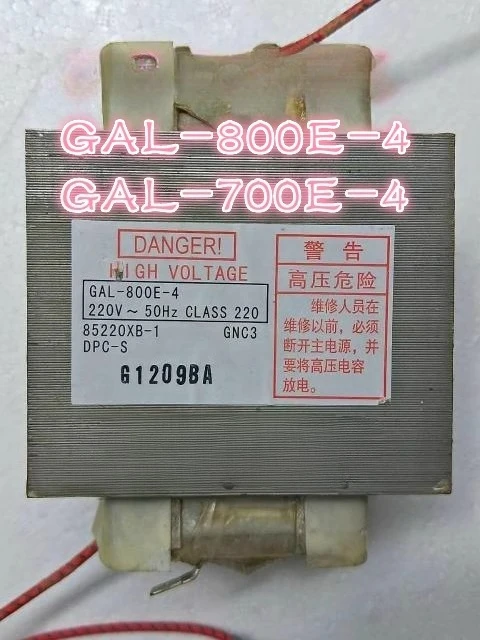 GAL-800E-4
GAL-700E-4
DANGER!
HIGH VOLTAGE
GAL-800E-4
220V~50Hz CLASS 220
85220XB-1 GNC3
DPC-S
G1209BA
警告
高压危险
维修人员在
维修以前，必须
断开主电源，并
要将高压电容
放电。